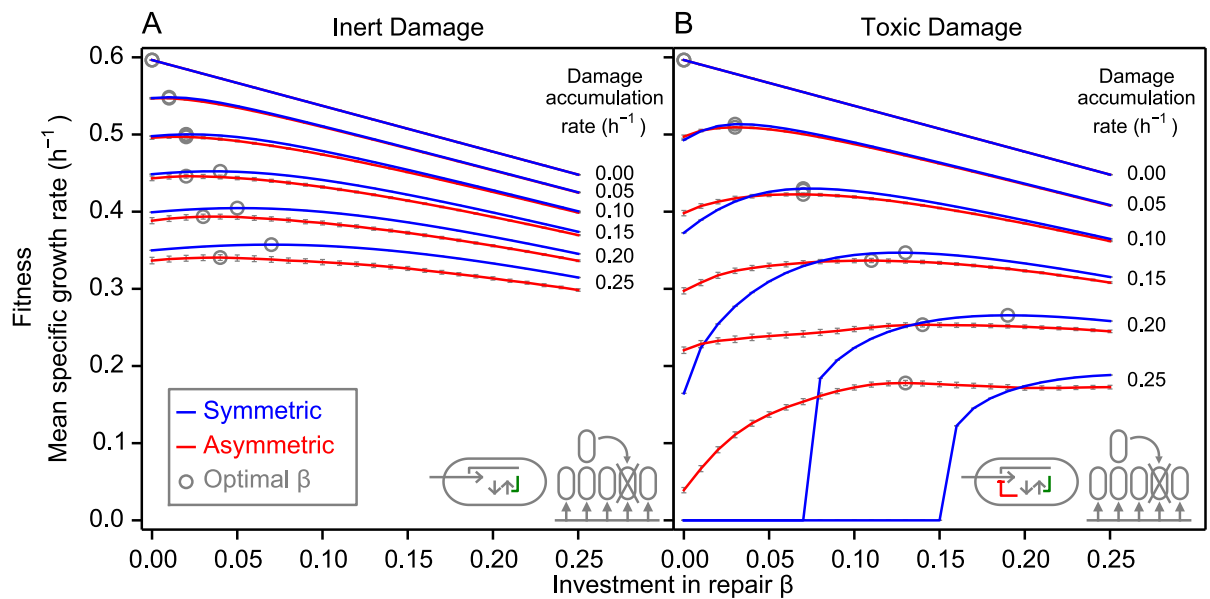 A
Inert Damage
B
Toxic Damage
Fitness
Mean specific growth rate (h⁻¹)
0.6
0.5
0.4
0.3
0.2
0.1
0.0
Damage
accumulation
rate (h⁻¹)
0.00
0.05
0.10
0.15
0.20
0.25
Symmetric
Asymmetric
Optimal β
Damage
accumulation
rate (h⁻¹)
0.00
0.05
0.10
0.15
0.20
0.25
0.00
0.05
0.10
0.15
0.20
0.25
0.00
0.05
0.10
0.15
0.20
0.25
Investment in repair β